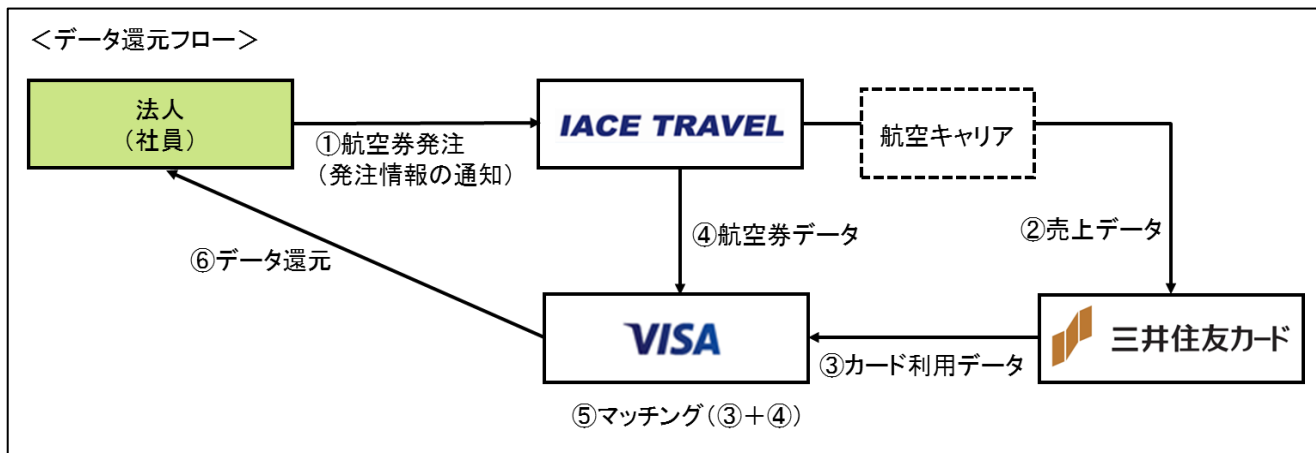 ＜データ還元フロー＞
法人
（社員）
①航空券発注
（発注情報の通知）
IACE TRAVEL
航空キャリア
②売上データ
④航空券データ
⑥データ還元
VISA
三井住友カード
③カード利用データ
⑤マッチング（③＋④）